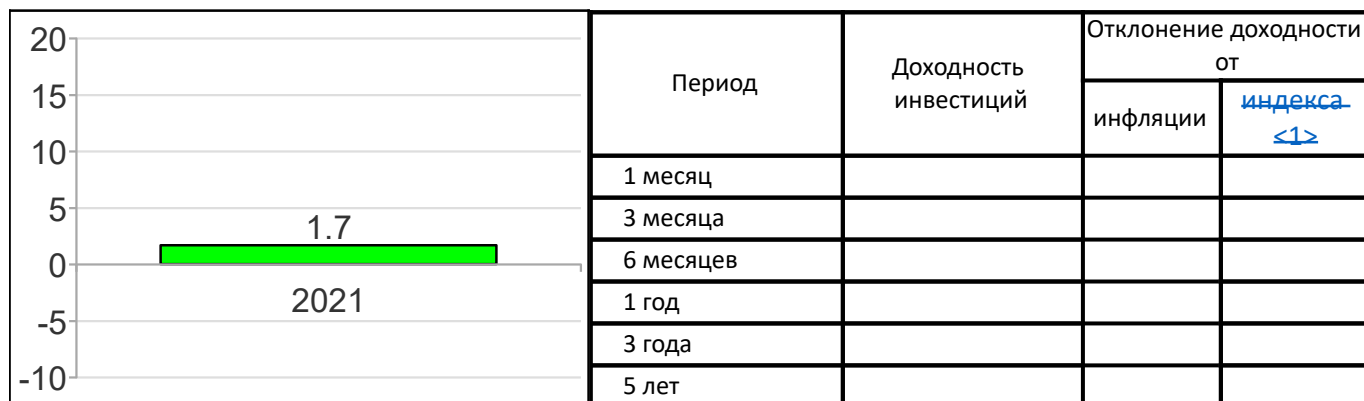 20
15
10
5
0
-5
-10
1.7
2021
Период
Доходность
инвестиций
Отклонение доходности
от
инфляции
индекса
<1>
1 месяц
3 месяца
6 месяцев
1 год
3 года
5 лет